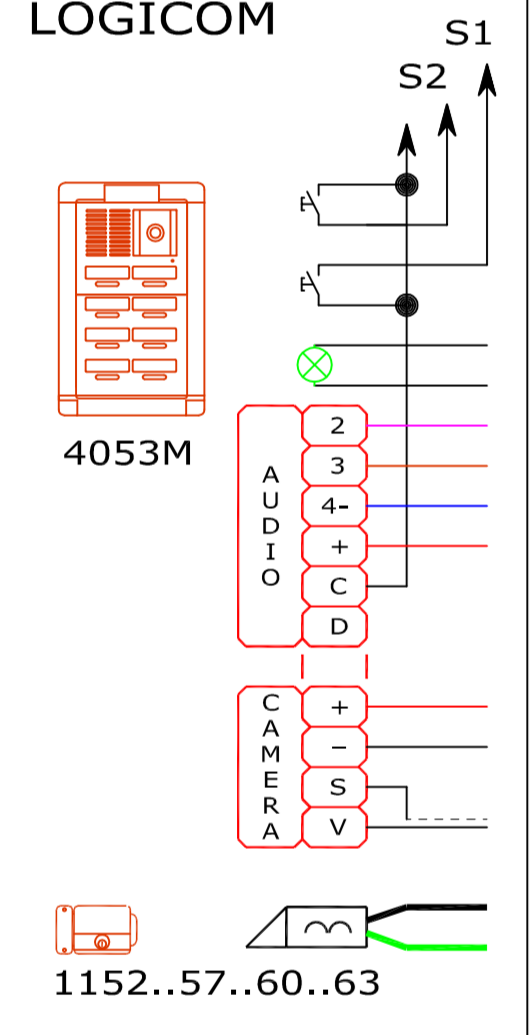 LOGICOM
S1
S2
4053M
AUDIO
2
3
4-
+
C
D
CAMERA
+
–
S
V
1152..57..60..63